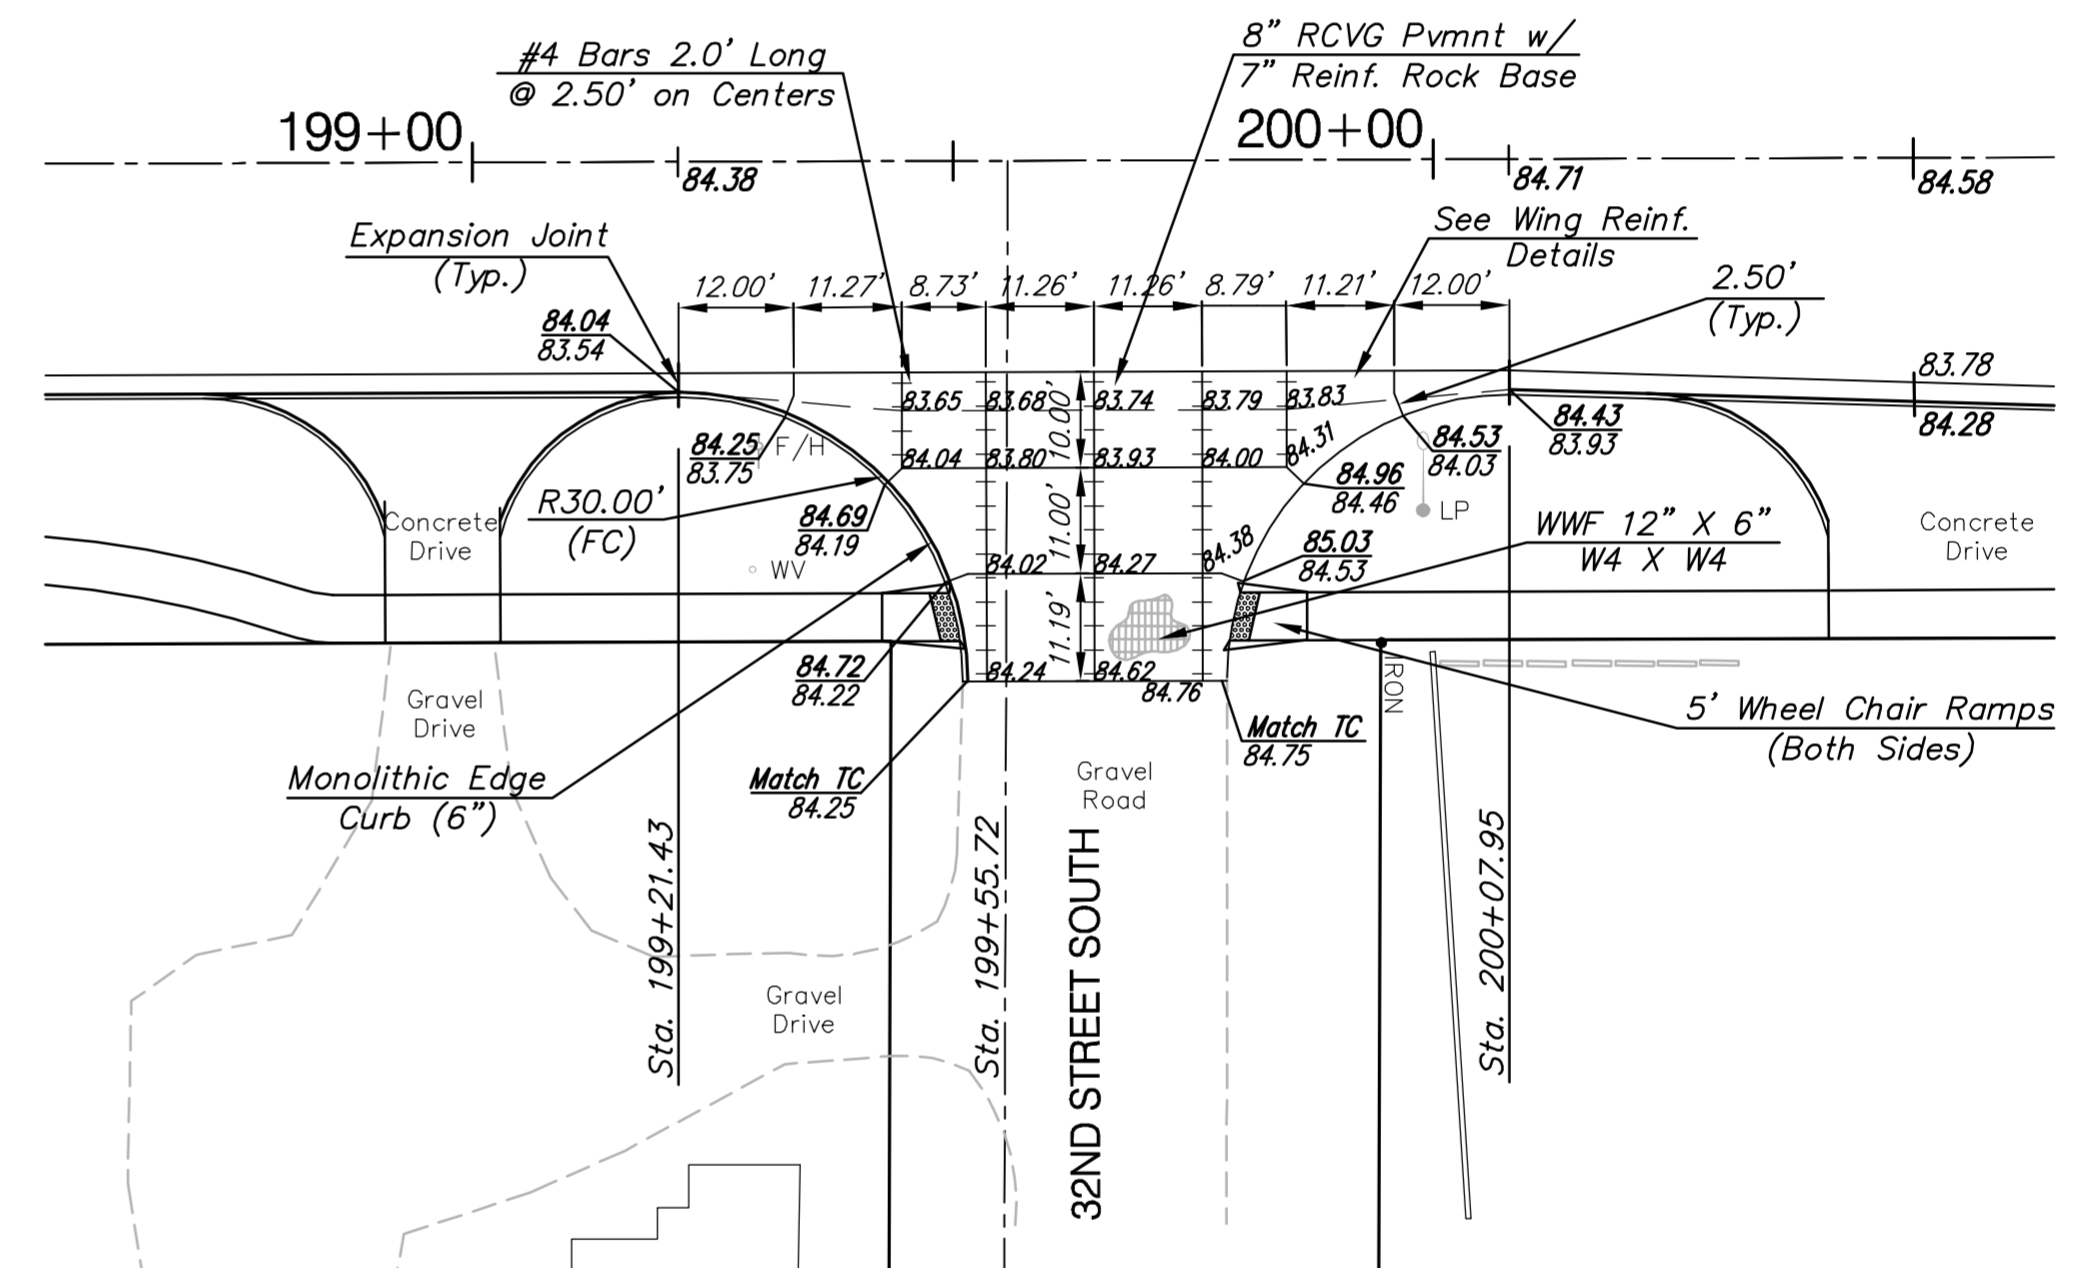 #4 Bars 2.0' Long
@ 2.50' on Centers
8" RCVG Pvmnt w/
7" Reinf. Rock Base
199+00
200+00
84.38
84.71
84.58
Expansion Joint
(Typ.)
See Wing Reinf.
Details
2.50'
(Typ.)
12.00'
11.27'
8.73'
11.26'
11.26'
8.79'
11.21'
12.00'
84.04
83.54
83.78
84.28
83.65
83.68
83.74
83.79
83.83
10.00'
84.43
83.93
84.25
83.75
F/H
84.53
84.03
84.04
83.80
83.93
84.00
84.31
84.96
84.46
R30.00'
(FC)
84.69
84.19
11.00'
LP
WWF 12" X 6"
W4 X W4
Concrete
Drive
Concrete
Drive
WV
84.02
84.27
84.38
85.03
84.53
11.19'
84.72
84.22
84.24
84.62
84.76
IRON
Gravel
Drive
5' Wheel Chair Ramps
(Both Sides)
Match TC
84.75
Match TC
84.25
Monolithic Edge
Curb (6")
Gravel
Road
Sta. 199+21.43
Sta. 199+55.72
32ND STREET SOUTH
Sta. 200+07.95
Gravel
Drive